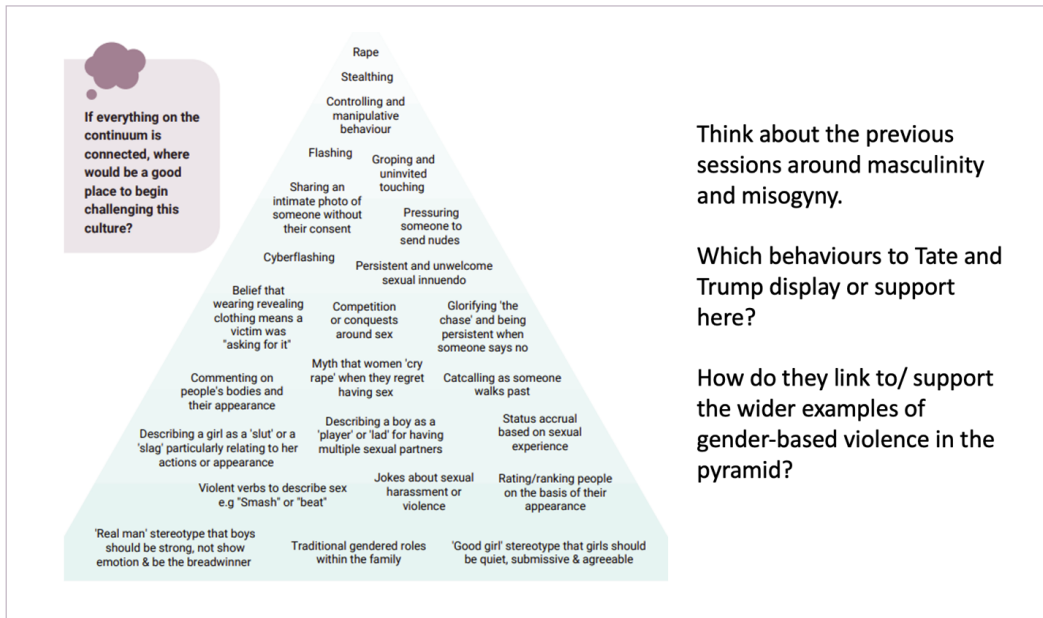 If everything on the
continuum is
connected, where
would be a good
place to begin
challenging this
culture?
Rape
Stealthing
Controlling and
manipulative
behaviour
Flashing
Groping and
uninvited
touching
Sharing an
intimate photo of
someone without
their consent
Pressuring
someone to
send nudes
Cyberflashing
Persistent and unwelcome
sexual innuendo
Belief that
wearing revealing
clothing means a
victim was
"asking for it"
Competition
or conquests
around sex
Glorifying 'the
chase' and being
persistent when
someone says no
Commenting on
people's bodies and
their appearance
Myth that women 'cry
rape' when they regret
having sex
Catcalling as someone
walks past
Describing a girl as a 'slut' or a
'slag' particularly relating to her
actions or appearance
Describing a boy as a
'player' or 'lad' for having
multiple sexual partners
Status accrual
based on sexual
experience
Violent verbs to describe sex
e.g "Smash" or "beat"
Jokes about sexual
harassment or
violence
Rating/ranking people
on the basis of their
appearance
'Real man' stereotype that boys
should be strong, not show
emotion & be the breadwinner
Traditional gendered roles
within the family
'Good girl' stereotype that girls should
be quiet, submissive & agreeable
Think about the previous
sessions around masculinity
and misogyny.
Which behaviours to Tate and
Trump display or support
here?
How do they link to/ support
the wider examples of
gender-based violence in the
pyramid?